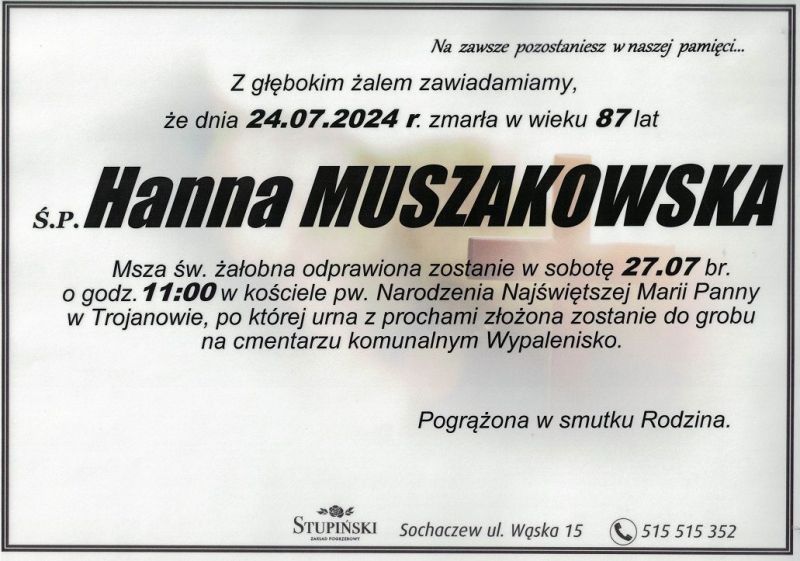 Na zawsze pozostaniesz w naszej pamięci...
Z głębokim żalem zawiadamiamy,
że dnia 24.07.2024 r. zmarła w wieku 87 lat
Ś.P. Hanna MUSZAKOWSKA
Msza św. żałobna odprawiona zostanie w sobotę 27.07 br.
o godz. 11:00 w kościele pw. Narodzenia Najświętszej Marii Panny
w Trojanowie, po której urna z prochami złożona zostanie do grobu
na cmentarzu komunalnym Wypalenisko.
Pogrążona w smutku Rodzina.
STUPIŃSKI
ZAKŁAD POGRZEBOWY
Sochaczew ul. Wąska 15
515 515 352